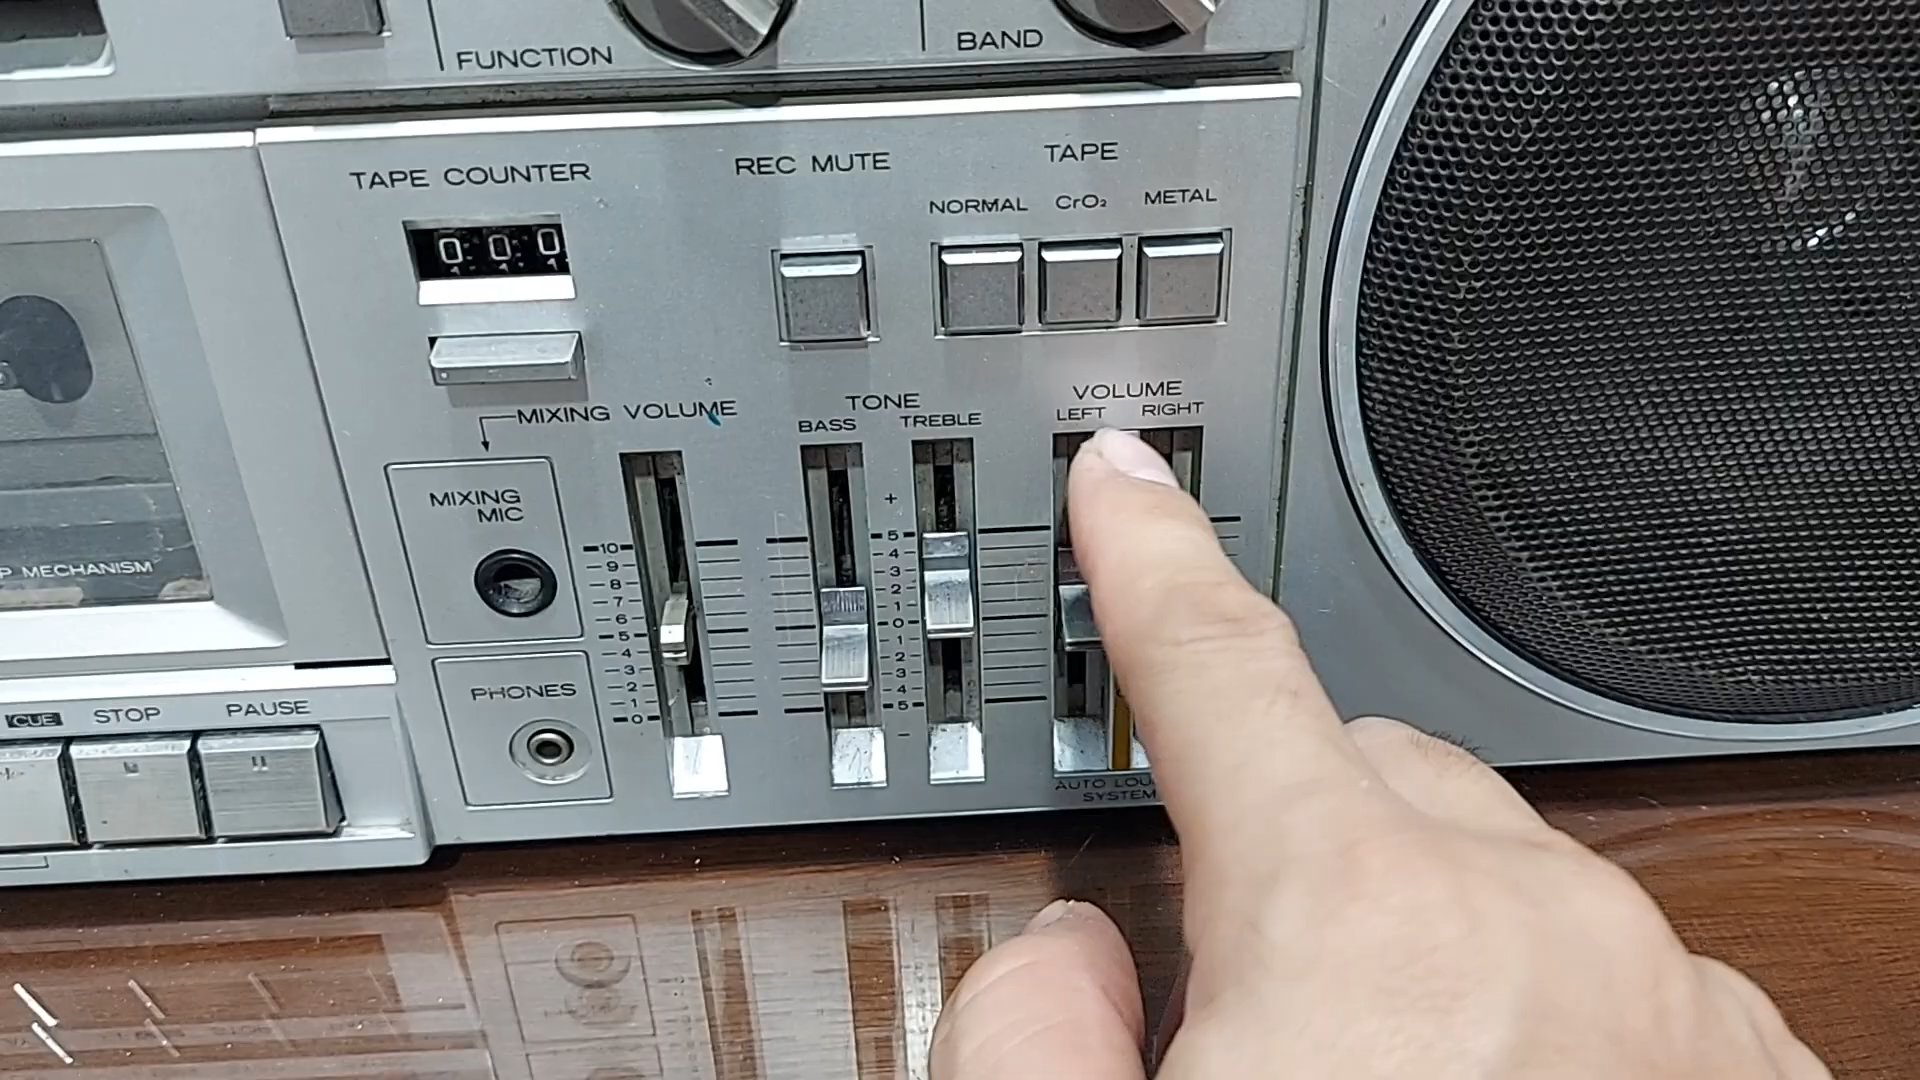 FUNCTION
BAND
TAPE COUNTER
REC MUTE
TAPE
NORMAL CrO₂ METAL
0 0 0
MIXING VOLUME
TONE
BASS TREBLE
VOLUME
LEFT RIGHT
MIXING
MIC
10
9
8
7
6
5
4
3
2
1
0
+
5
4
3
2
1
0
1
2
3
4
5
−
P MECHANISM
PHONES
CUE STOP PAUSE
AUTO
SYSTEM